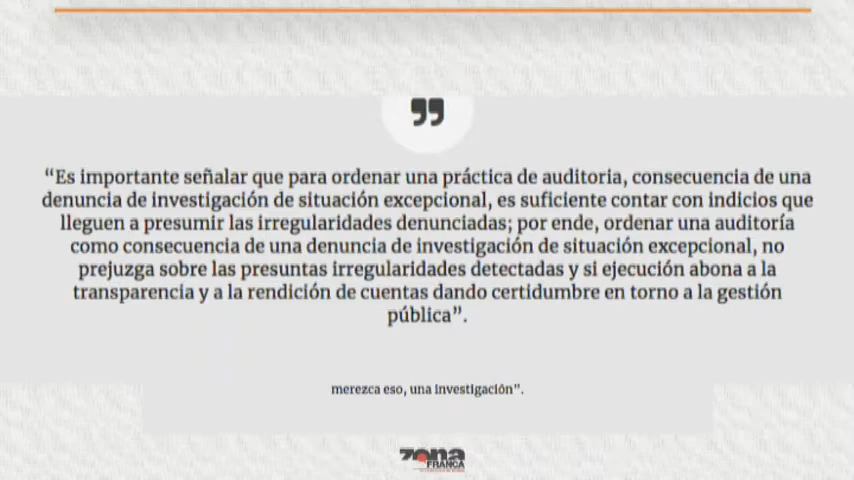 ”
“Es importante señalar que para ordenar una práctica de auditoria, consecuencia de una
denuncia de investigación de situación excepcional, es suficiente contar con indicios que
lleguen a presumir las irregularidades denunciadas; por ende, ordenar una auditoría
como consecuencia de una denuncia de investigación de situación excepcional, no
prejuzga sobre las presuntas irregularidades detectadas y si ejecución abona a la
transparencia y a la rendición de cuentas dando certidumbre en torno a la gestión
pública”.
merezca eso, una investigación”.
zona
FRANCA